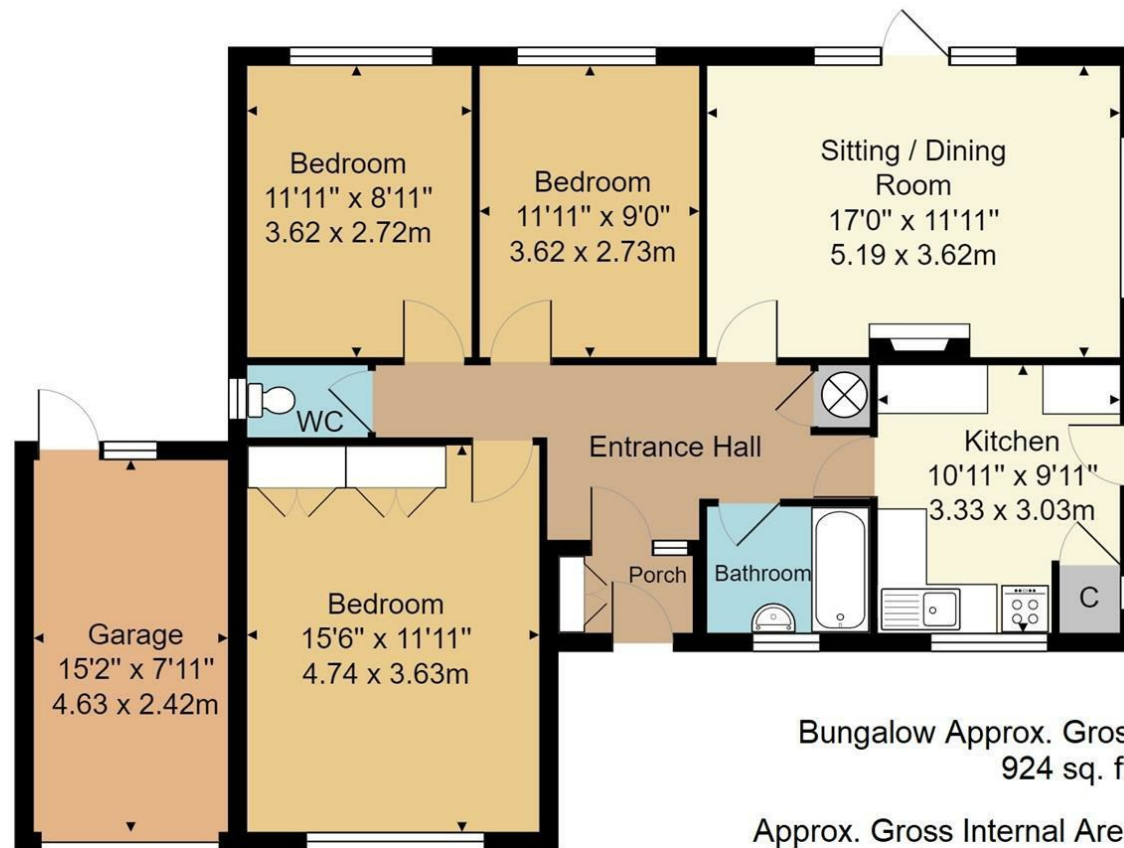 Bedroom
11'11" x 8'11"
3.62 x 2.72m
Bedroom
11'11" x 9'0"
3.62 x 2.73m
Sitting / Dining
Room
17'0" x 11'11"
5.19 x 3.62m
WC
Entrance Hall
Kitchen
10'11" x 9'11"
3.33 x 3.03m
Garage
15'2" x 7'11"
4.63 x 2.42m
Bedroom
15'6" x 11'11"
4.74 x 3.63m
Porch
Bathroom
C
Bungalow Approx. Gros
924 sq. f
Approx. Gross Internal Are